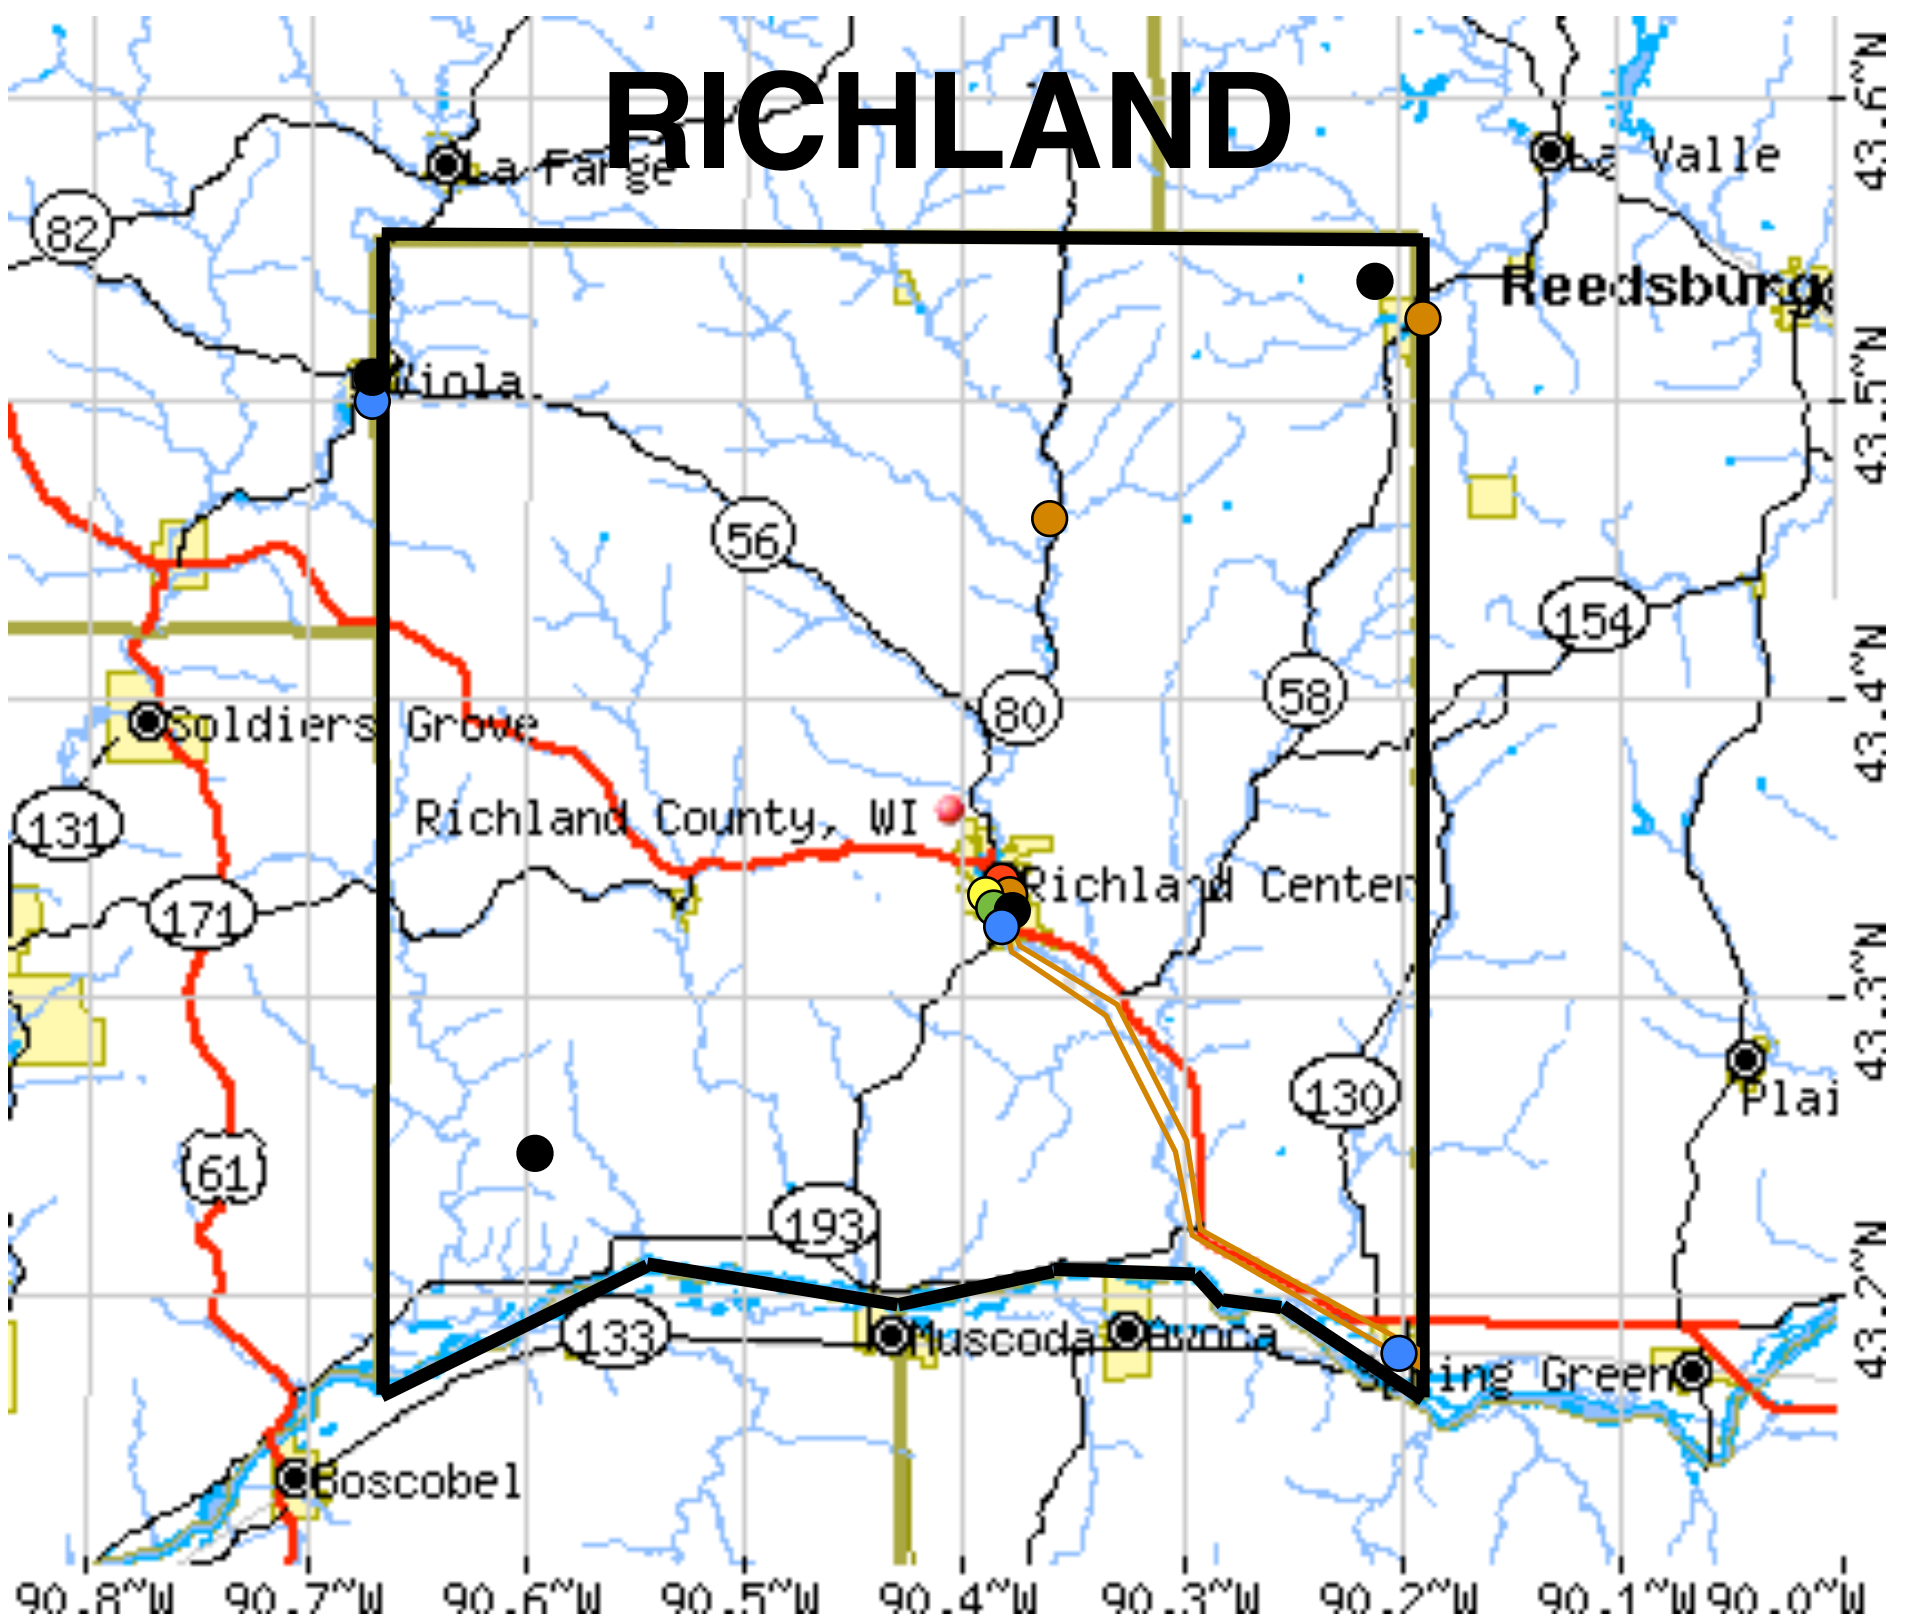 RICHLAND
La Farge
La Valle
82
Reedsburg
Viola
56
154
Soldiers Grove
80
58
131
Richland County, WI
Richland Center
171
130
Plai
61
193
133
Muscoda
Avoca
Spring Green
Boscobel
43.6~N
43.5~N
43.4~N
43.3~N
43.2~N
90.8~W 90.7~W 90.6~W 90.5~W 90.4~W 90.3~W 90.2~W 90.1~W 90.0~W